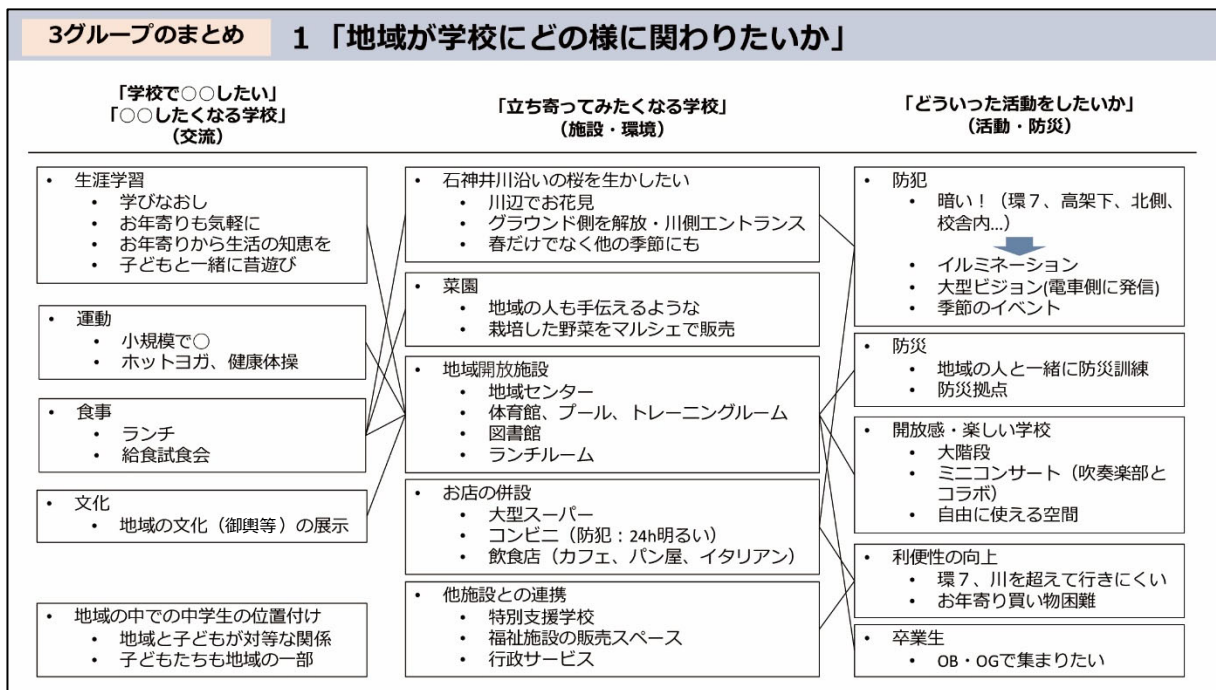 3グループのまとめ
1 「地域が学校にどの様に関わりたいか」
「学校で○○したい」
「○○したくなる学校」
(交流)
• 生涯学習
• 学びなおし
• お年寄りも気軽に
• お年寄りから生活の知恵を
• 子どもと一緒に昔遊び
• 運動
• 小規模で○
• ホットヨガ、健康体操
• 食事
• ランチ
• 給食試食会
• 文化
• 地域の文化（御輿等）の展示
• 地域の中での中学生の位置付け
• 地域と子どもが対等な関係
• 子どもたちも地域の一部
「立ち寄ってみたくなる学校」
(施設・環境)
• 石神井川沿いの桜を生かしたい
• 川辺でお花見
• グラウンド側を解放・川側エントランス
• 春だけでなく他の季節にも
• 菜園
• 地域の人も手伝えるような
• 栽培した野菜をマルシェで販売
• 地域開放施設
• 地域センター
• 体育館、プール、トレーニングルーム
• 図書館
• ランチルーム
• お店の併設
• 大型スーパー
• コンビニ（防犯：24h明るい）
• 飲食店（カフェ、パン屋、イタリアン）
• 他施設との連携
• 特別支援学校
• 福祉施設の販売スペース
• 行政サービス
「どういった活動をしたいか」
(活動・防災)
• 防犯
• 暗い！（環７、高架下、北側、
校舎内...）
• イルミネーション
• 大型ビジョン(電車側に発信)
• 季節のイベント
• 防災
• 地域の人と一緒に防災訓練
• 防災拠点
• 開放感・楽しい学校
• 大階段
• ミニコンサート（吹奏楽部と
コラボ）
• 自由に使える空間
• 利便性の向上
• 環７、川を超えて行きにくい
• お年寄り買い物困難
• 卒業生
• OB・OGで集まりたい